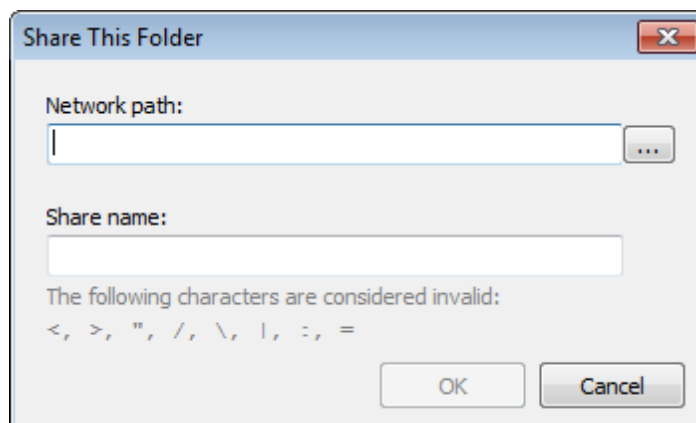 Share This Folder
Network path:
...
Share name:
The following characters are considered invalid:
<, >, ", /, \, |, :, =
OK Cancel